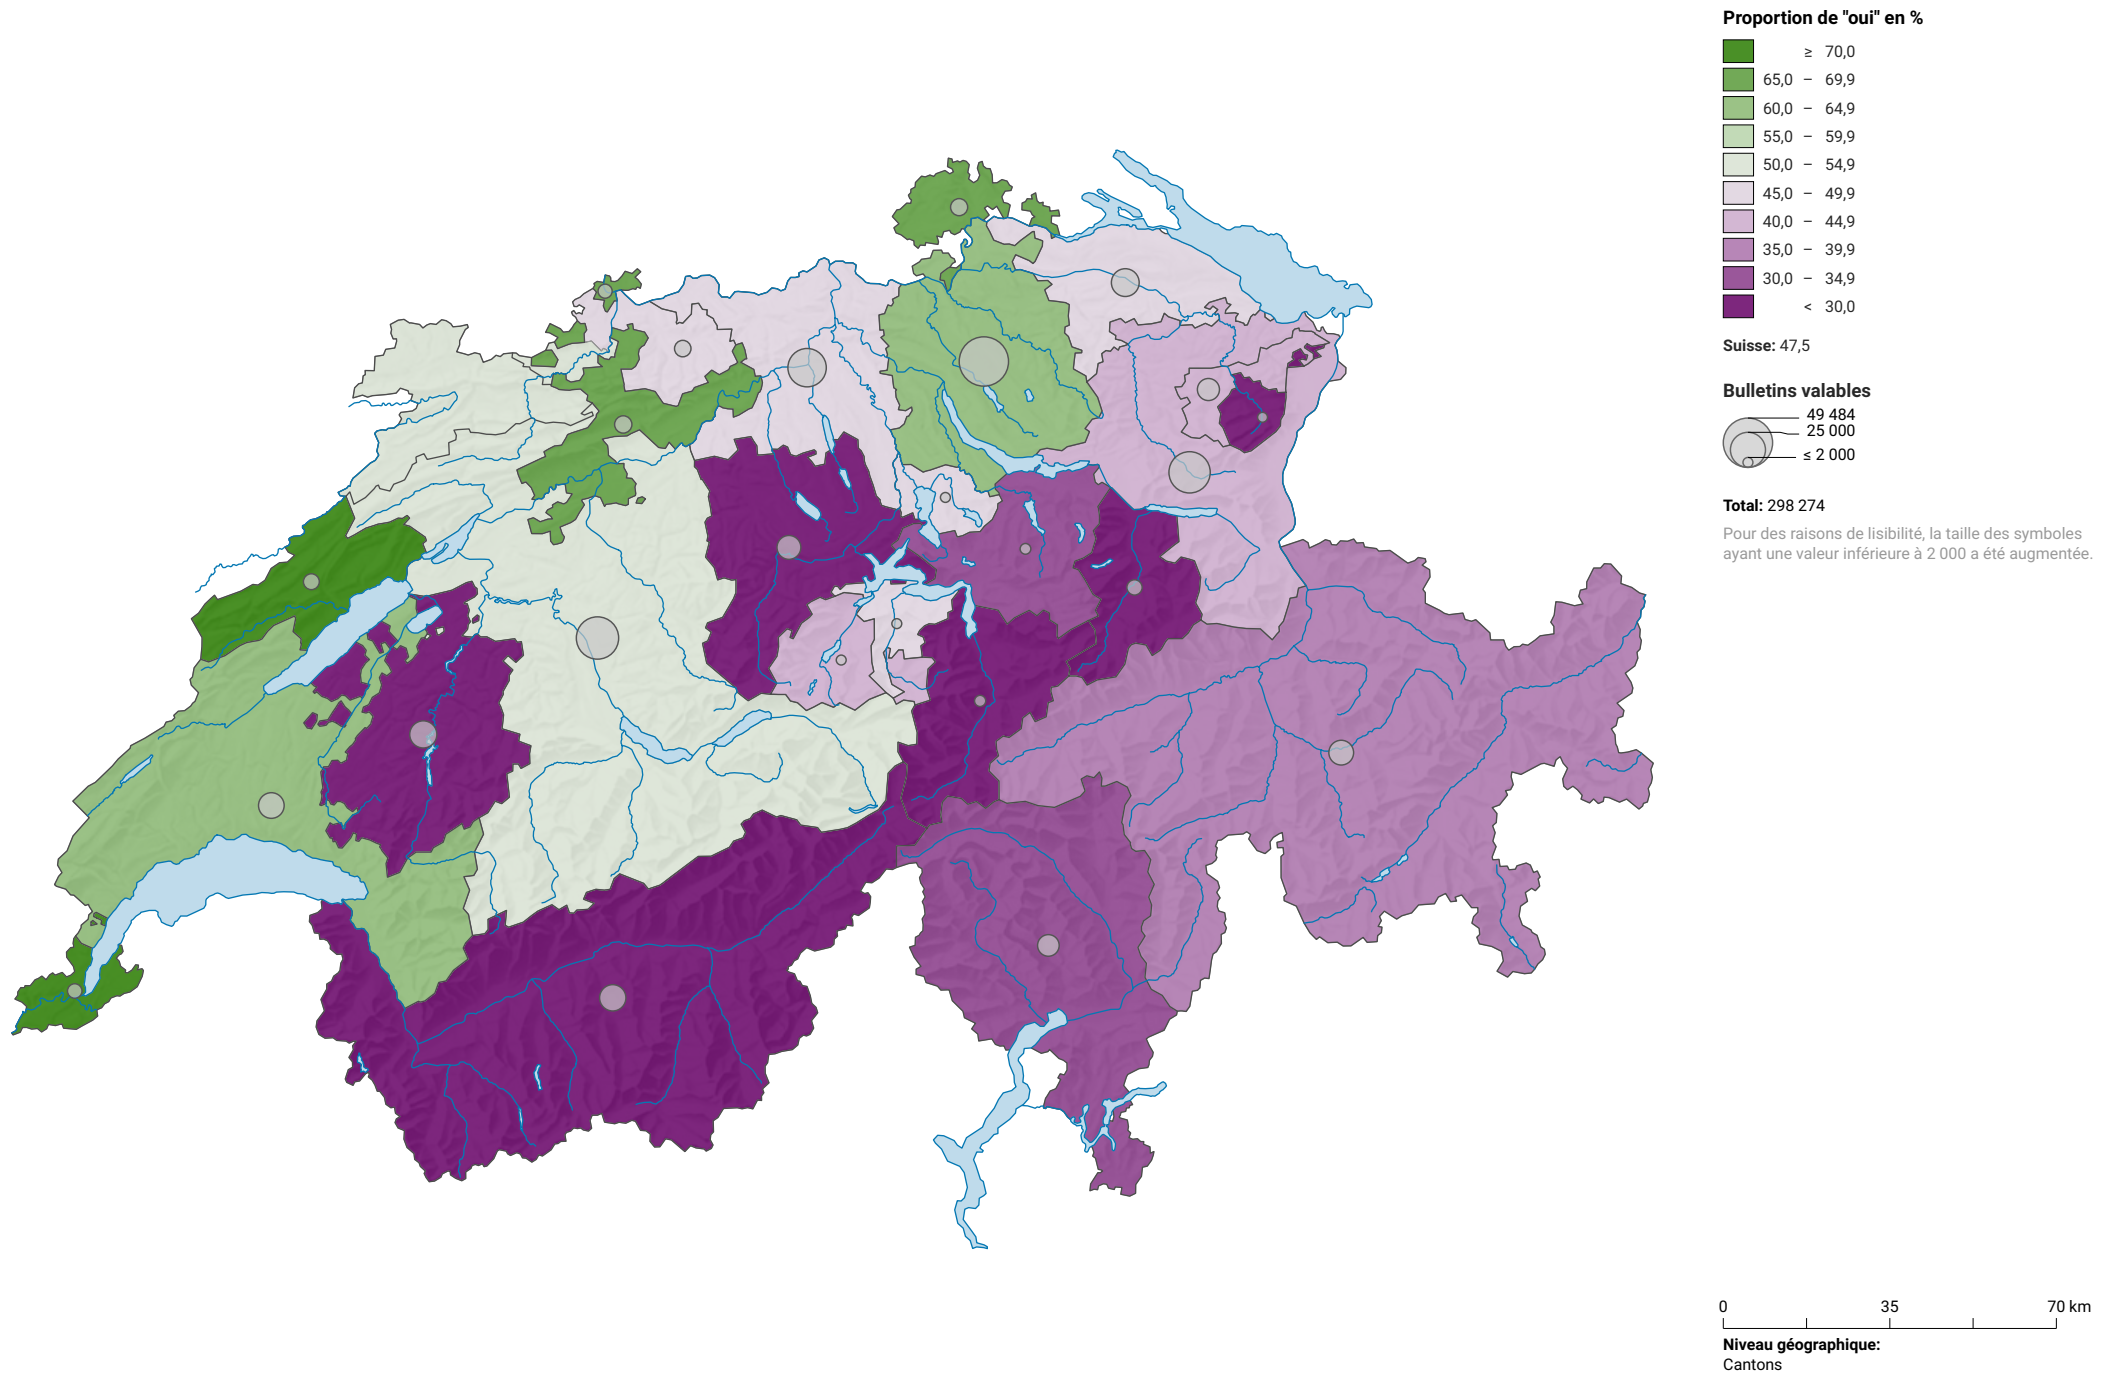 Proportion de "oui" en %
≥ 70,0
65,0 – 69,9
60,0 – 64,9
55,0 – 59,9
50,0 – 54,9
45,0 – 49,9
40,0 – 44,9
35,0 – 39,9
30,0 – 34,9
< 30,0
Suisse: 47,5
Bulletins valables
49 484
25 000
≤ 2 000
Total: 298 274
Pour des raisons de lisibilité, la taille des symboles
ayant une valeur inférieure à 2 000 a été augmentée.
0 35 70 km
Niveau géographique:
Cantons